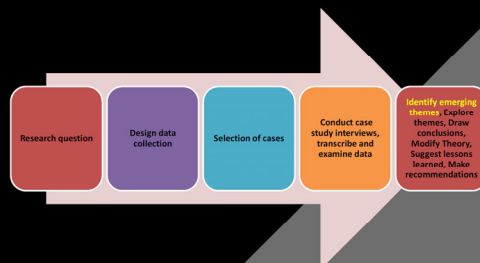 Research question
Design data
collection
Selection of cases
Conduct case
study interviews,
transcribe and
examine data
Identify emerging
themes, Explore
themes, Draw
conclusions,
Modify Theory,
Suggest lessons
learned, Make
recommendations